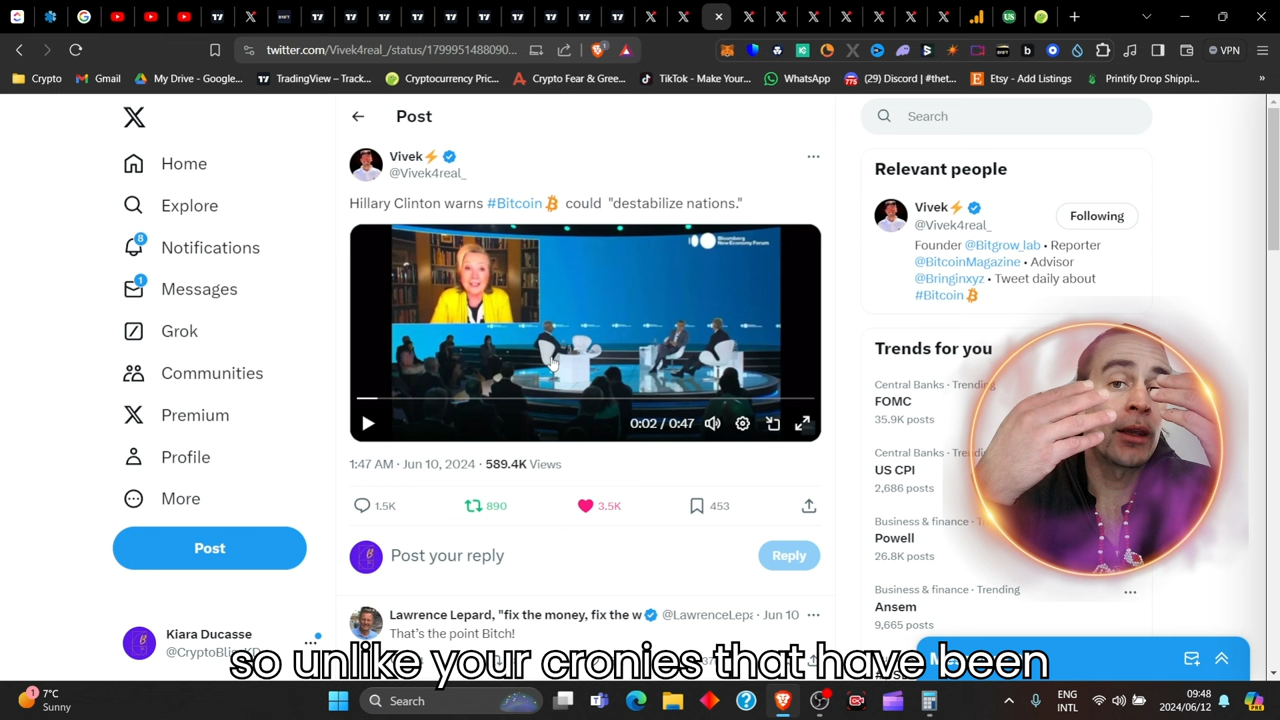 twitter.com/Vivek4real_/status/1799951488090...
VPN
Crypto
Gmail
My Drive - Google...
TradingView – Track...
Cryptocurrency Pric...
Crypto Fear & Gree...
TikTok - Make Your...
WhatsApp
(29) Discord | #thet...
Etsy - Add Listings
Printify Drop Shippi...
»
Home
Explore
8
Notifications
1
Messages
Grok
Communities
Premium
Profile
More
Post
Kiara Ducasse
Post
Vivek⚡
@Vivek4real_
Hillary Clinton warns #Bitcoin could "destabilize nations."
Bloomberg
New Economy Forum
0:02 / 0:47
1:47 AM · Jun 10, 2024 · 589.4K Views
1.5K
890
3.5K
453
Post your reply
Reply
Lawrence Lepard, "fix the money, fix the w
@LawrenceLepa · Jun 10
That's the point Bitch!
Search
Relevant people
Vivek⚡
@Vivek4real_
Following
Founder @Bitgrow_lab • Reporter
@BitcoinMagazine • Advisor
@Bringinxyz • Tweet daily about
#Bitcoin
Trends for you
Central Banks · Trending
FOMC
35.9K posts
Central Banks · Trendi
US CPI
2,686 posts
Business & finance · T
Powell
26.8K posts
Business & finance · Trending
Ansem
9,665 posts
so unlike your cronies that have been
1
7°C
Sunny
Search
ENG
INTL
09:48
2024/06/12